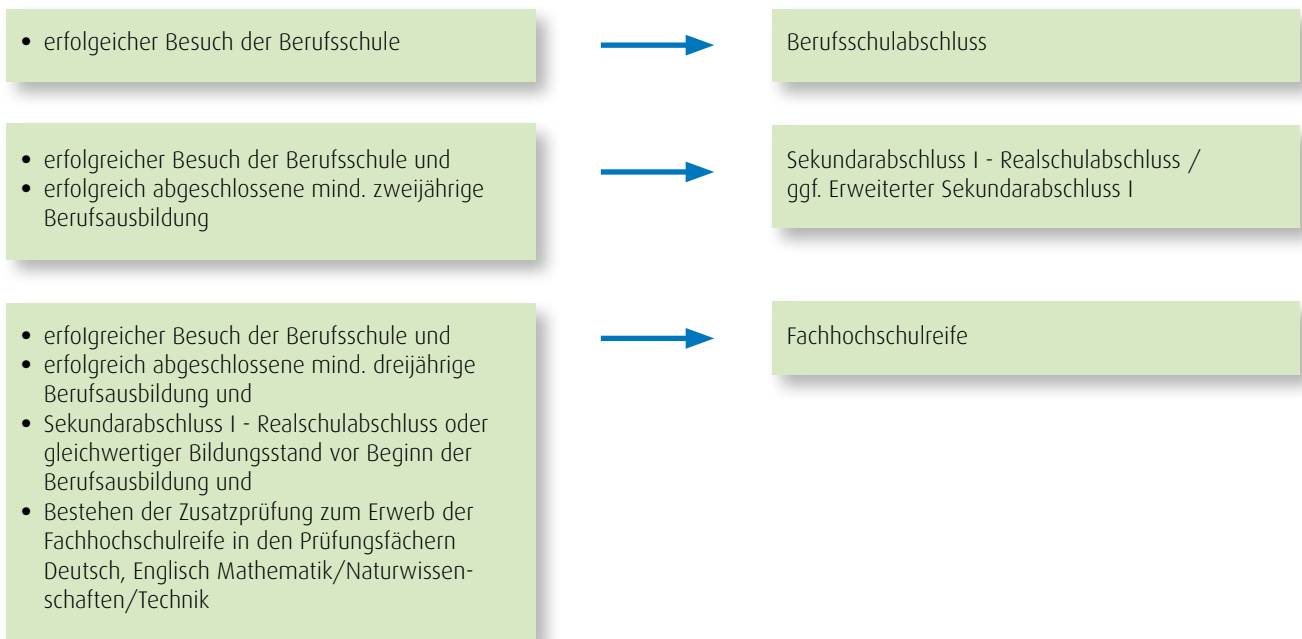 • erfolgeicher Besuch der Berufsschule
Berufsschulabschluss
• erfolgreicher Besuch der Berufsschule und
• erfolgreich abgeschlossene mind. zweijährige
Berufsausbildung
Sekundarabschluss I - Realschulabschluss /
ggf. Erweiterter Sekundarabschluss I
• erfolgreicher Besuch der Berufsschule und
• erfolgreich abgeschlossene mind. dreijährige
Berufsausbildung und
• Sekundarabschluss I - Realschulabschluss oder
gleichwertiger Bildungsstand vor Beginn der
Berufsausbildung und
• Bestehen der Zusatzprüfung zum Erwerb der
Fachhochschulreife in den Prüfungsfächern
Deutsch, Englisch Mathematik/Naturwissen-
schaften/Technik
Fachhochschulreife